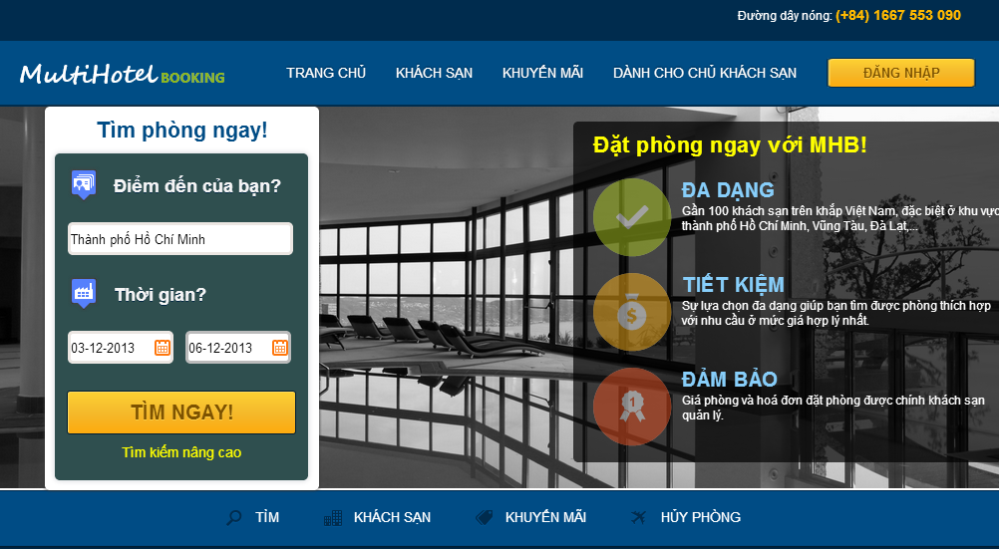 Đường dây nóng: (+84) 1667 553 090
MultiHotel BOOKING
TRANG CHỦ
KHÁCH SẠN
KHUYẾN MÃI
DÀNH CHO CHỦ KHÁCH SẠN
ĐĂNG NHẬP
Tìm phòng ngay!
Điểm đến của bạn?
Thành phố Hồ Chí Minh
Thời gian?
03-12-2013
06-12-2013
TÌM NGAY!
Tìm kiếm nâng cao
Đặt phòng ngay với MHB!
ĐA DẠNG
Gần 100 khách sạn trên khắp Việt Nam, đặc biệt ở khu vực
thành phố Hồ Chí Minh, Vũng Tàu, Đà Lạt,...
$
TIẾT KIỆM
Sự lựa chọn đa dạng giúp bạn tìm được phòng thích hợp
với nhu cầu ở mức giá hợp lý nhất.
1
ĐẢM BẢO
Giá phòng và hoá đơn đặt phòng được chính khách sạn
quản lý.
TÌM
KHÁCH SẠN
KHUYẾN MÃI
HỦY PHÒNG